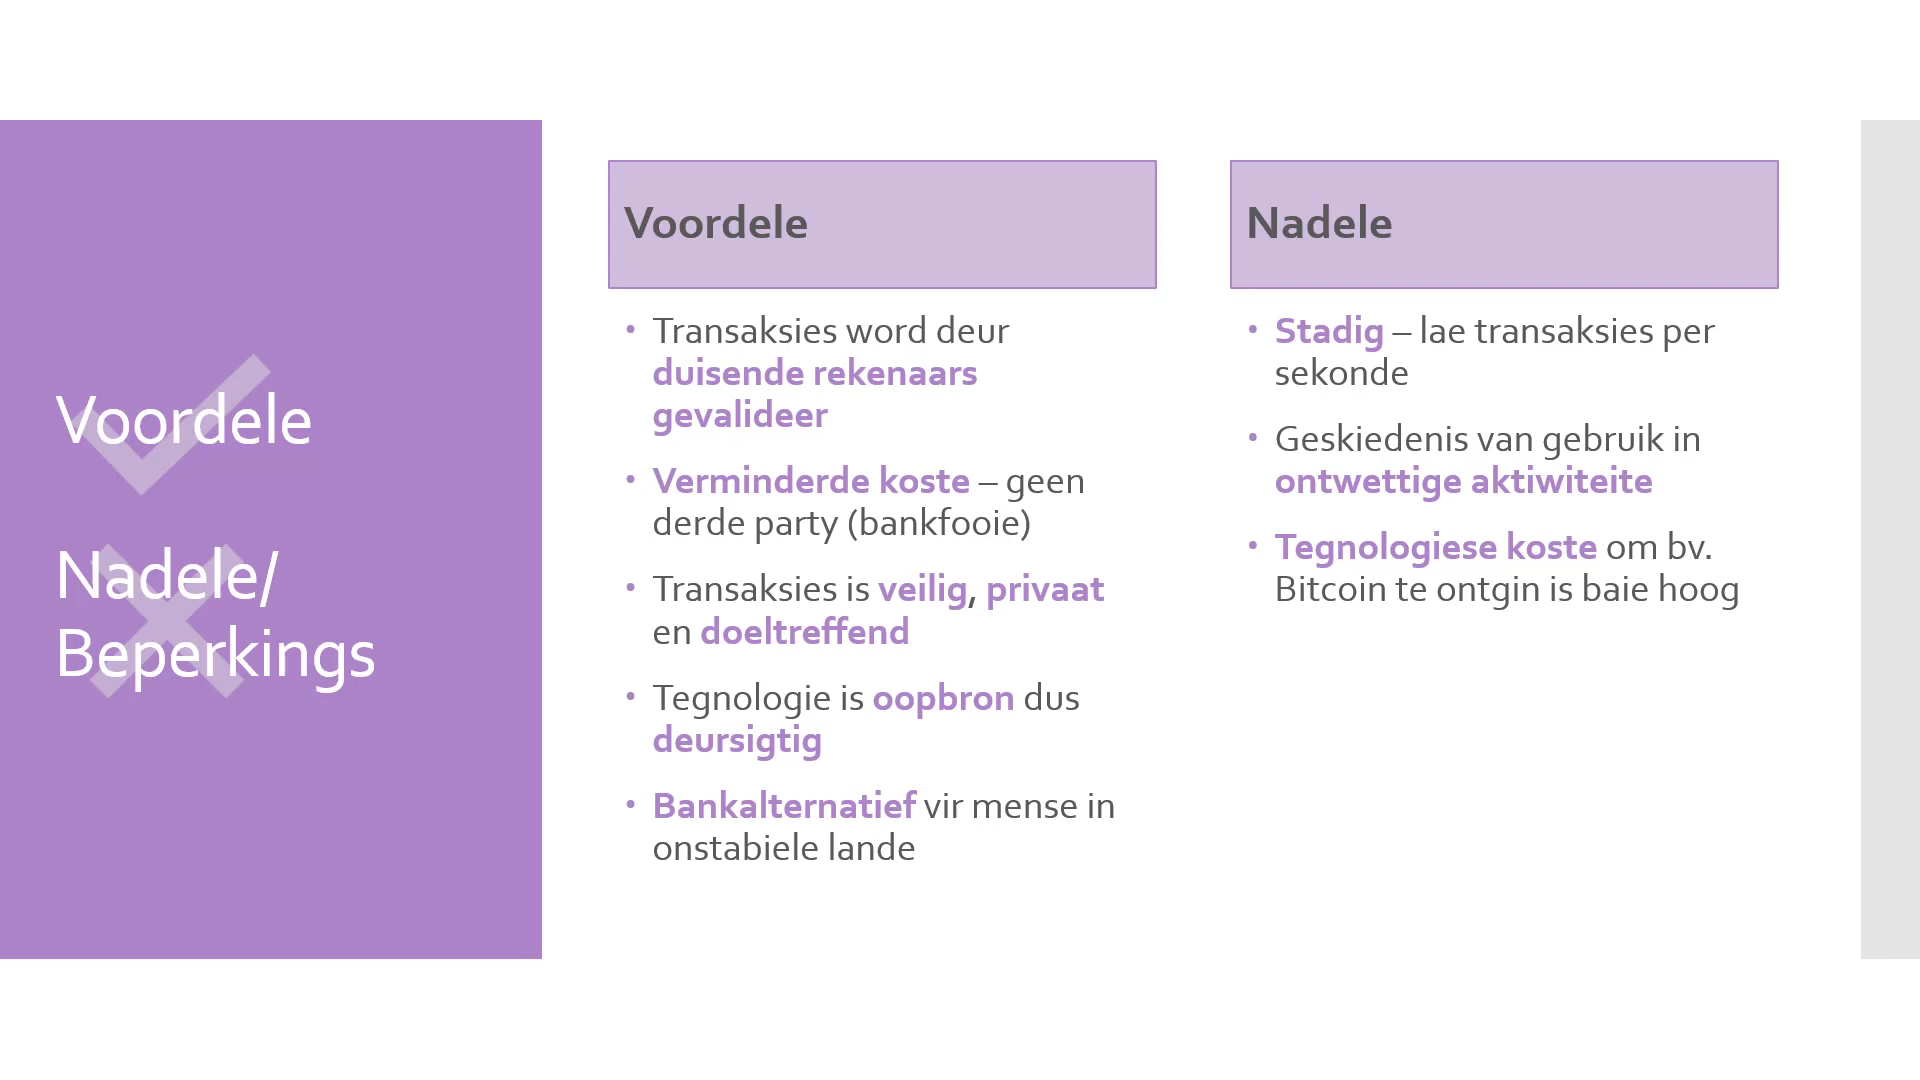 Voordele
Nadele/
Beperkings
Voordele
• Transaksies word deur
duisende rekenaars
gevalideer
• Verminderde koste – geen
derde party (bankfooie)
• Transaksies is veilig, privaat
en doeltreffend
• Tegnologie is oopbron dus
deursigtig
• Bankalternatief vir mense in
onstabiele lande
Nadele
• Stadig – lae transaksies per
sekonde
• Geskiedenis van gebruik in
ontwettige aktiwiteite
• Tegnologiese koste om bv.
Bitcoin te ontgin is baie hoog